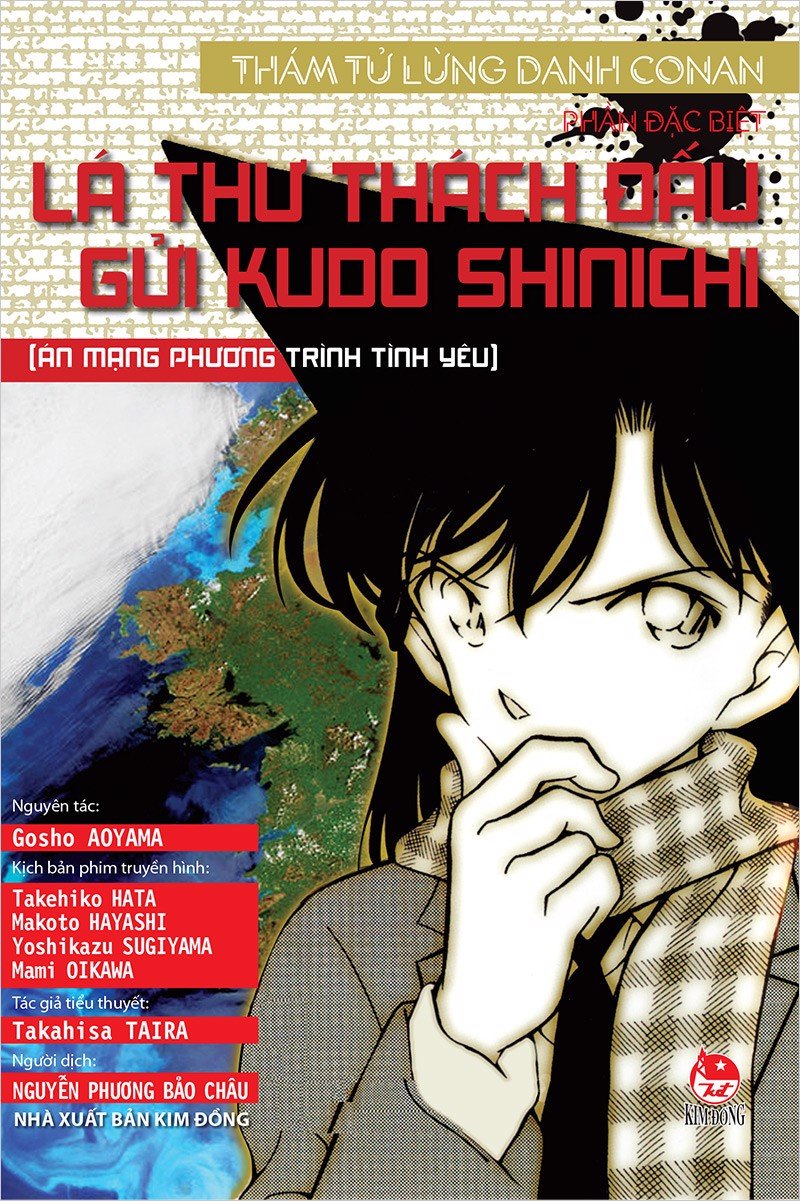 THÁM TỬ LỪNG DANH CONAN
PHẦN ĐẶC BIỆT
LÁ THƯ THÁCH ĐẤU
GỬI KUDO SHINICHI
[ÁN MẠNG PHƯƠNG TRÌNH TÌNH YÊU]
Nguyên tác:
Gosho AOYAMA
Kịch bản phim truyền hình:
Takehiko HATA
Makoto HAYASHI
Yoshikazu SUGIYAMA
Mami OIKAWA
Tác giả tiểu thuyết:
Takahisa TAIRA
Người dịch:
NGUYỄN PHƯƠNG BẢO CHÂU
NHÀ XUẤT BẢN KIM ĐỒNG
KIM ĐỒNG